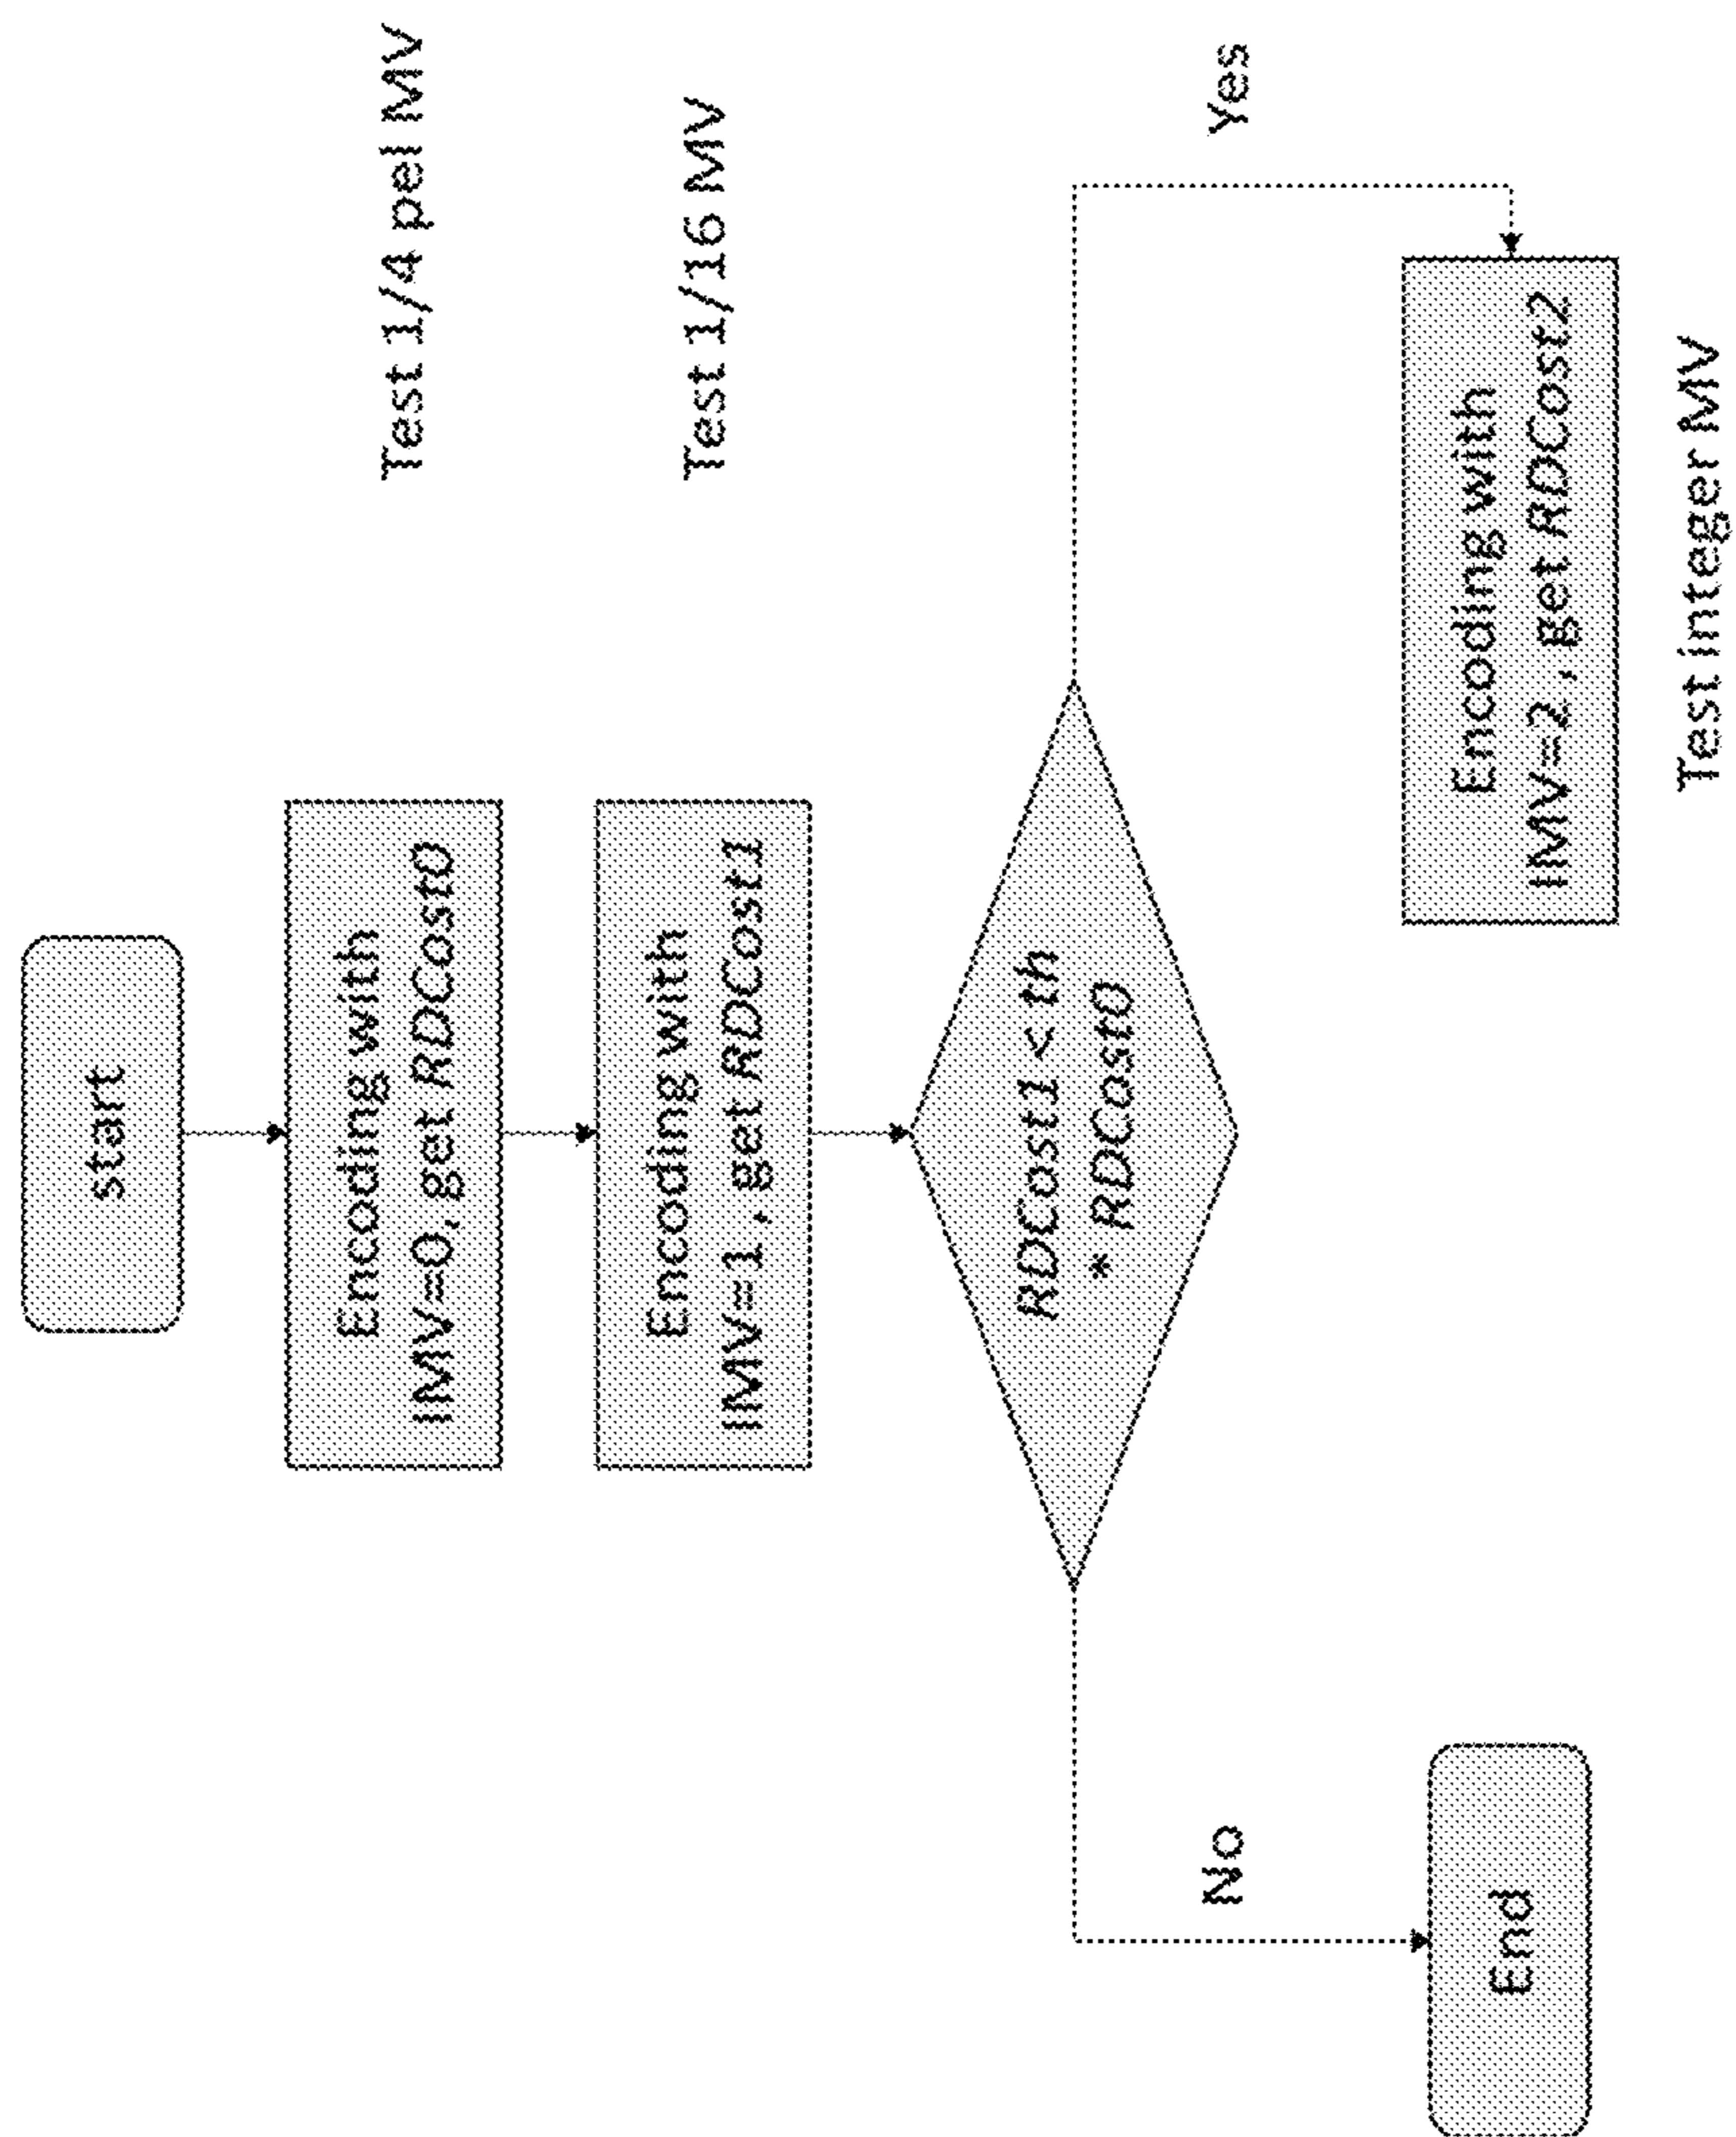 start
Encoding with
IMV=0, get RDCost0
Test 1/4 pel MV
Encoding with
IMV=1 , get RDCost1
Test 1/16 MV
RDCost1 < th
* RDCost0
No
Yes
End
Encoding with
IMV=2 , get RDCost2
Test integer MV